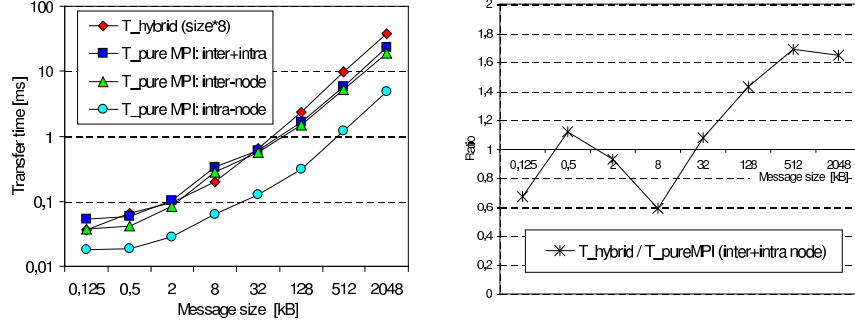 100
10
1
0,1
0,01
Transfer time [ms]
T_hybrid (size*8)
T_pure MPI: inter+intra
T_pure MPI: inter-node
T_pure MPI: intra-node
0,125 0,5 2 8 32 128 512 2048
Message size [kB]
2
1,8
1,6
1,4
1,2
1
0,8
0,6
0,4
0,2
0
Ratio
0,125 0,5 2 8 32 128 512 2048
Message size [kB]
T_hybrid / T_pureMPI (inter+intra node)